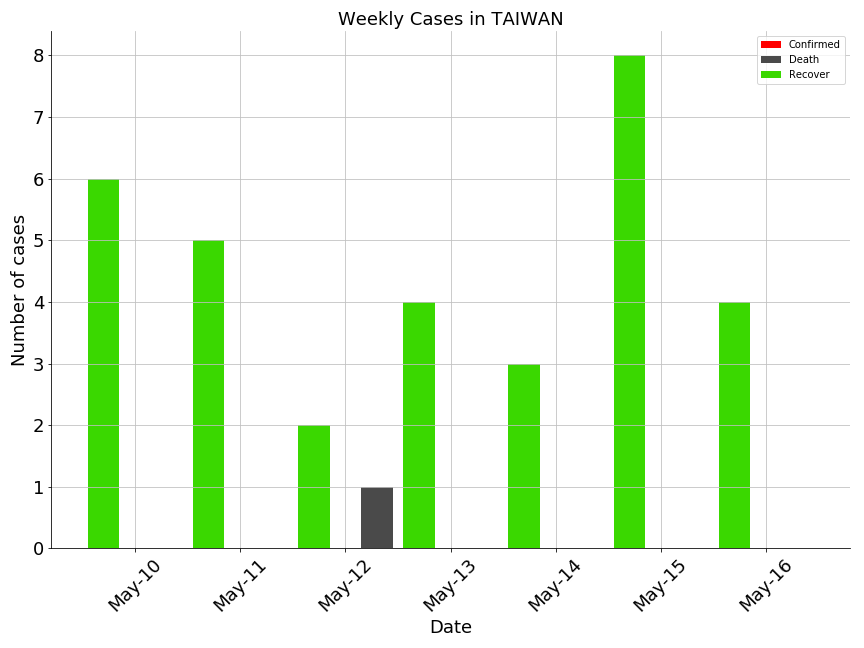 Weekly Cases in TAIWAN
Confirmed
Death
Recover
Number of cases
8
7
6
5
4
3
2
1
0
May-10
May-11
May-12
May-13
May-14
May-15
May-16
Date